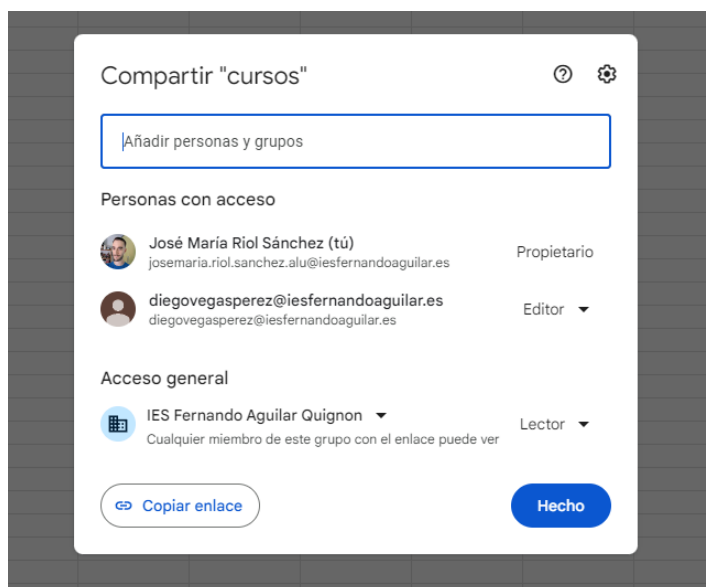 Compartir "cursos"
Añadir personas y grupos
Personas con acceso
José María Riol Sánchez (tú)
josemaria.riol.sanchez.alu@iesfernandoaguilar.es
Propietario
diegovegasperez@iesfernandoaguilar.es
diegovegasperez@iesfernandoaguilar.es
Editor
Acceso general
IES Fernando Aguilar Quignon
Cualquier miembro de este grupo con el enlace puede ver
Lector
Copiar enlace
Hecho